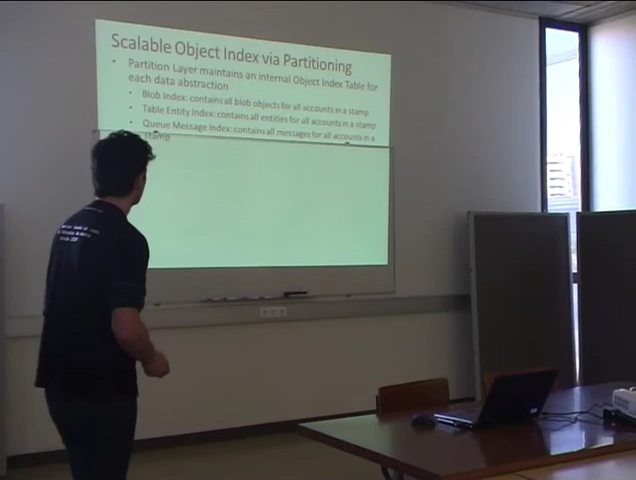 Scalable Object Index via Partitioning
• Partition Layer maintains an internal Object Index Table for
each data abstraction
• Blob Index: contains all blob objects for all accounts in a stamp
• Table Entity Index: contains all entities for all accounts in a stamp
• Queue Message Index: contains all messages for all accounts in a
stamp